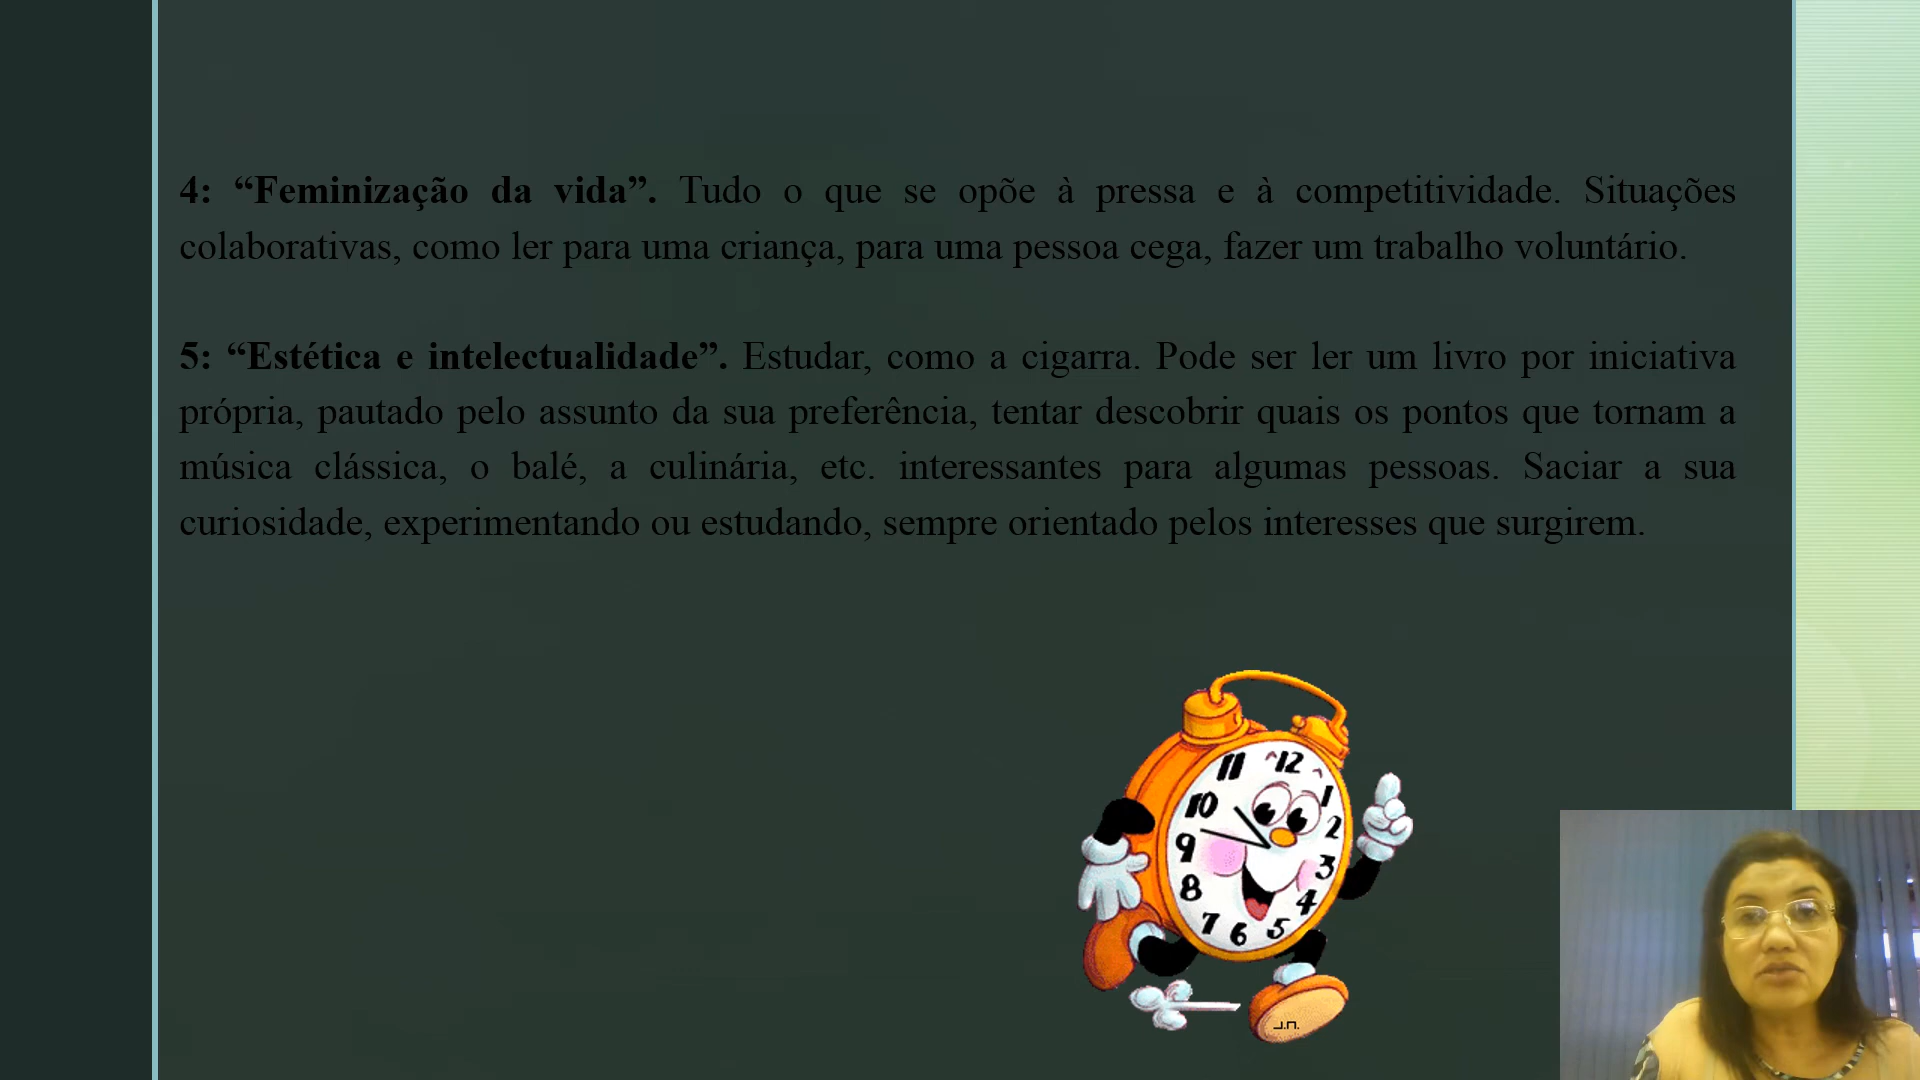 4: “Feminização da vida”. Tudo o que se opõe à pressa e à competitividade. Situações
colaborativas, como ler para uma criança, para uma pessoa cega, fazer um trabalho voluntário.
5: “Estética e intelectualidade”. Estudar, como a cigarra. Pode ser ler um livro por iniciativa
própria, pautado pelo assunto da sua preferência, tentar descobrir quais os pontos que tornam a
música clássica, o balé, a culinária, etc. interessantes para algumas pessoas. Saciar a sua
curiosidade, experimentando ou estudando, sempre orientado pelos interesses que surgirem.
11 12 1
10 2
9 3
8 4
7 6 5
J.N.